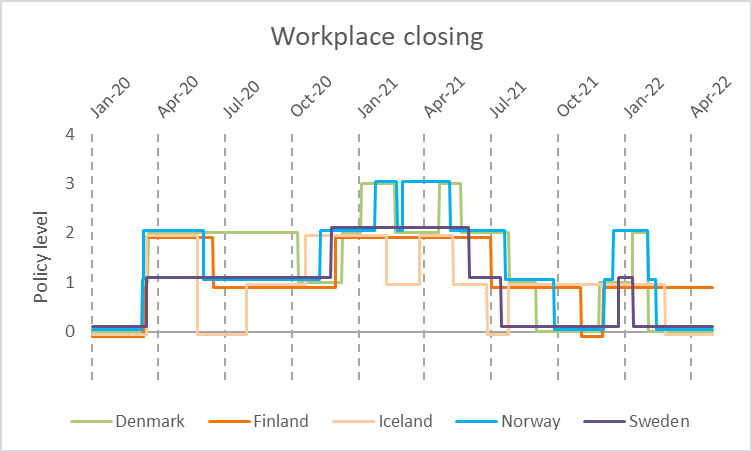 Workplace closing
Jan-20 Apr-20 Jul-20 Oct-20 Jan-21 Apr-21 Jul-21 Oct-21 Jan-22 Apr-22
Policy level
4
3
2
1
0
Denmark Finland Iceland Norway Sweden